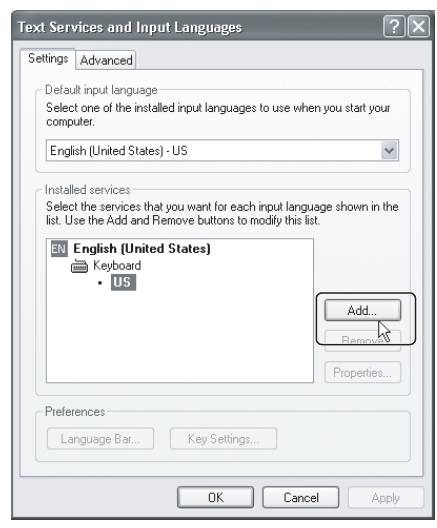 Text Services and Input Languages
Settings Advanced
Default input language
Select one of the installed input languages to use when you start your
computer.
English (United States) - US
Installed services
Select the services that you want for each input language shown in the
list. Use the Add and Remove buttons to modify this list.
EN English (United States)
Keyboard
• US
Add...
Remove
Properties...
Preferences
Language Bar... Key Settings...
OK Cancel Apply